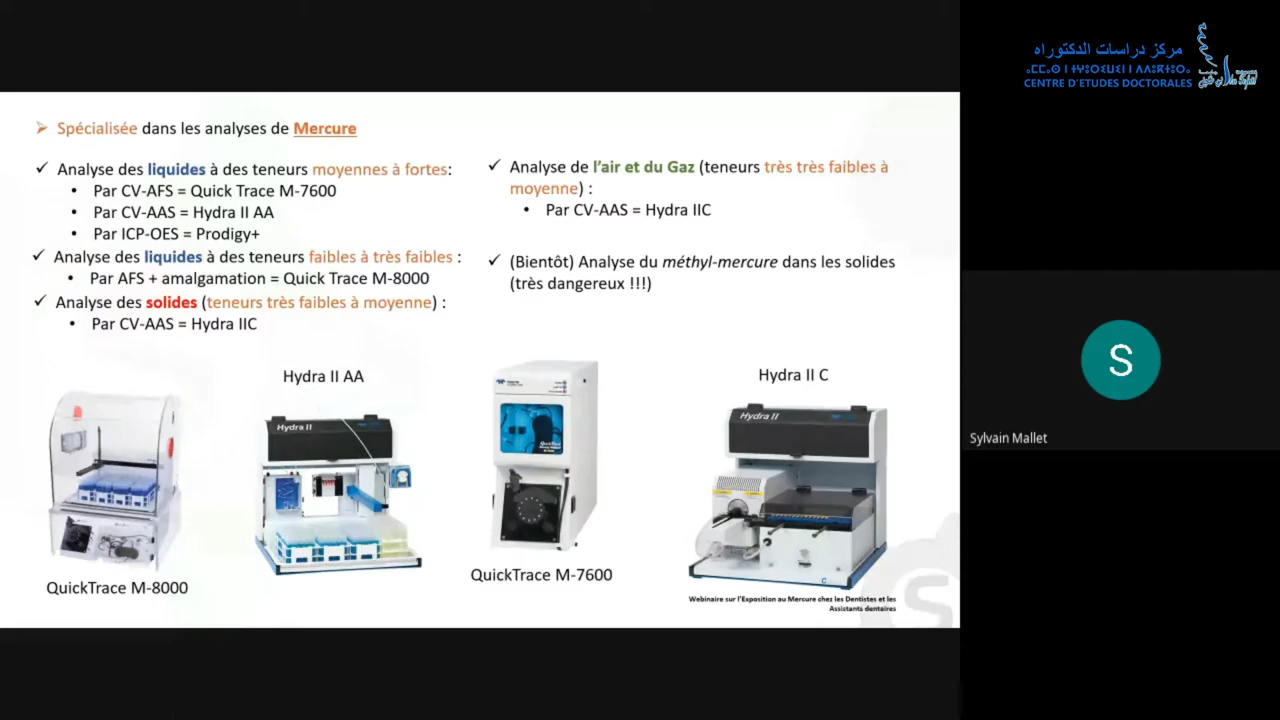 ➢ Spécialisée dans les analyses de Mercure
✓ Analyse des liquides à des teneurs moyennes à fortes:
• Par CV-AFS = Quick Trace M-7600
• Par CV-AAS = Hydra II AA
• Par ICP-OES = Prodigy+
✓ Analyse des liquides à des teneurs faibles à très faibles :
• Par AFS + amalgamation = Quick Trace M-8000
✓ Analyse des solides (teneurs très faibles à moyenne) :
• Par CV-AAS = Hydra IIC
✓ Analyse de l’air et du Gaz (teneurs très très faibles à
moyenne) :
• Par CV-AAS = Hydra IIC
✓ (Bientôt) Analyse du méthyl-mercure dans les solides
(très dangereux !!!)
Hydra II AA
Hydra II C
Hydra II
Hydra II
QuickTrace M-8000
QuickTrace M-7600
Webinaire sur l’Exposition au Mercure chez les Dentistes et les
Assistants dentaires
مركز دراسات الدكتوراه
CENTRE D'ETUDES DOCTORALES
S
Sylvain Mallet